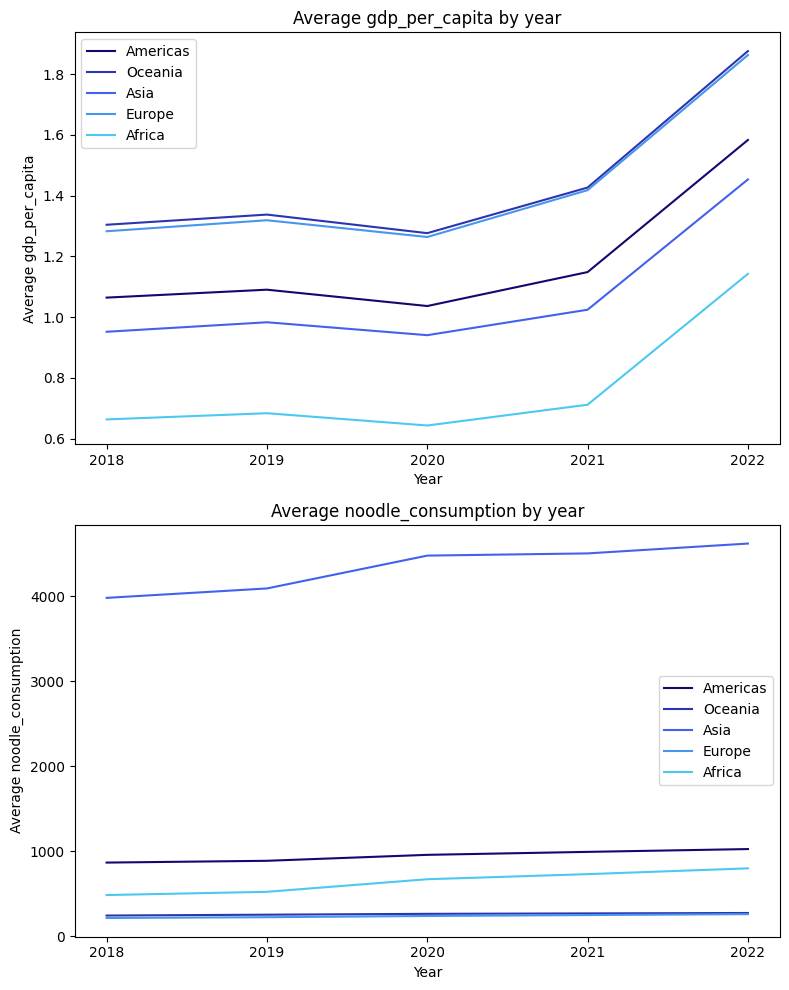 Average gdp_per_capita by year
Americas
Oceania
Asia
Europe
Africa
Average gdp_per_capita
1.8
1.6
1.4
1.2
1.0
0.8
0.6
2018 2019 2020 2021 2022
Year
Average noodle_consumption by year
Average noodle_consumption
4000
3000
2000
1000
0
Americas
Oceania
Asia
Europe
Africa
2018 2019 2020 2021 2022
Year